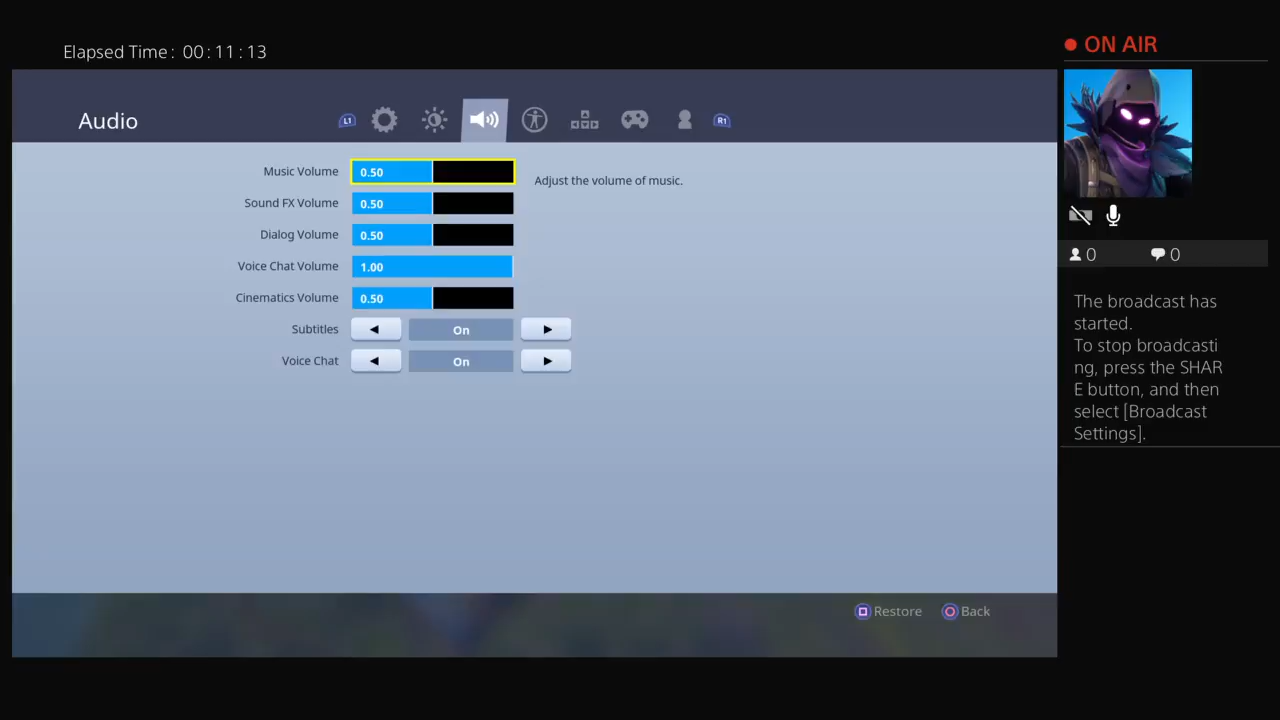 Elapsed Time: 00:11:13
ON AIR
Audio
L1
R1
Music Volume 0.50
Adjust the volume of music.
Sound FX Volume 0.50
Dialog Volume 0.50
Voice Chat Volume 1.00
Cinematics Volume 0.50
Subtitles On
Voice Chat On
Restore
Back
0
0
The broadcast has
started.
To stop broadcasti
ng, press the SHAR
E button, and then
select [Broadcast
Settings].